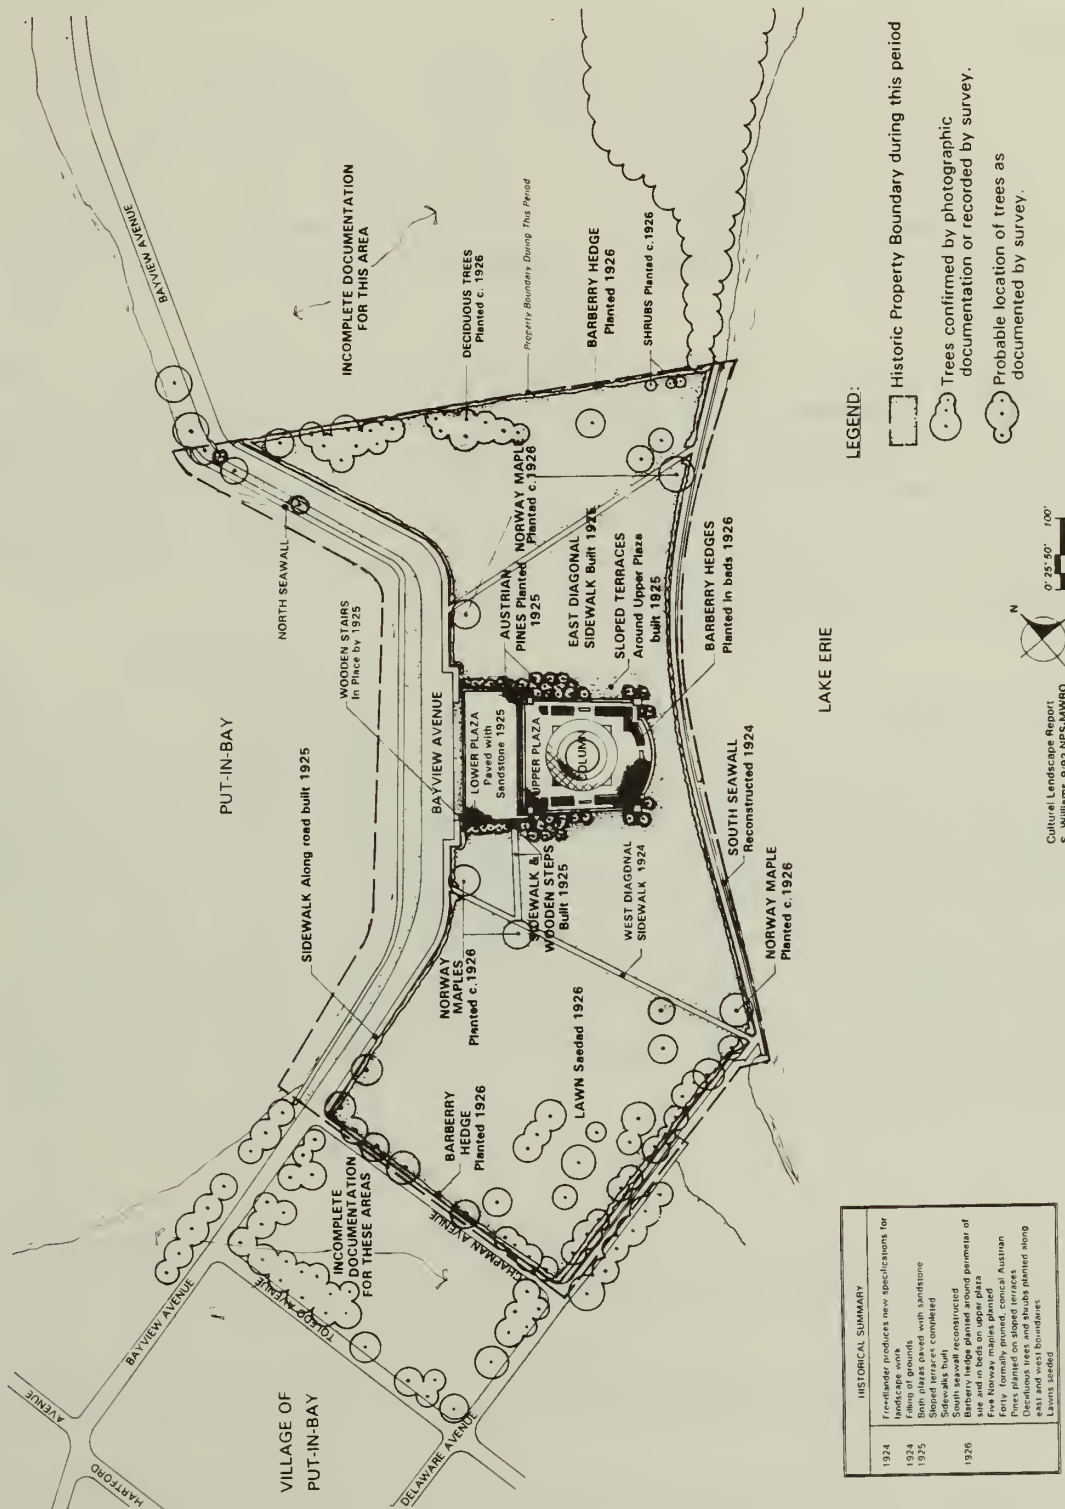 BAYVIEW AVENUE
INCOMPLETE DOCUMENTATION
FOR THIS AREA
DECIDUOUS TREES
Planted c. 1926
Property Boundary During This Period
BARBERRY HEDGE
Planted 1926
SHRUBS Planted c.1926
NORTH SEAWALL
NORWAY MAPLE
Planted c.1926
AUSTRIAN
PINES Planted
1925
EAST DIAGONAL
SIDEWALK Built 1925
SLOPED TERRACES
Around Upper Plaza
built 1925
BARBERRY HEDGES
Planted in beds 1926
WOODEN STAIRS
In Place by 1925
PUT-IN-BAY
BAYVIEW AVENUE
LOWER PLAZA
Paved with
Sandstone 1925
UPPER PLAZA
COLUMN
LAKE ERIE
SIDEWALK Along road built 1925
SIDEWALK &
WOODEN STEPS
Built 1925
WEST DIAGONAL
SIDEWALK 1924
SOUTH SEAWALL
Reconstructed 1924
NORWAY
MAPLES
Planted c.1926
NORWAY MAPLE
Planted c.1926
LAWN Seeded 1926
BARBERRY
HEDGE
Planted 1926
CHAPMAN AVENUE
INCOMPLETE
DOCUMENTATION
FOR THESE AREAS
BAYVIEW AVENUE
TOLEDO AVENUE
VILLAGE OF
PUT-IN-BAY
AVENUE
HARTFORD
DELAWARE AVENUE
LEGEND:
Historic Property Boundary during this period
Trees confirmed by photographic
documentation or recorded by survey.
Probable location of trees as
documented by survey.
N
0' 25' 50' 100'
Cultural Landscape Report
S. Williams 9/92 NPS-MWRO
HISTORICAL SUMMARY
1924 Freedlander produces new specifications for
landscape work
1924 Filling of grounds
1925 Both plazas paved with sandstone
Sloped terraces completed
Sidewalks built
South seawall reconstructed
1926 Barberry hedge planted around perimeter of
site and in beds on upper plaza
Five Norway maples planted
Forty formally pruned, conical Austrian
Pines planted on sloped terraces
Deciduous trees and shrubs planted along
east and west boundaries
Lawns seeded